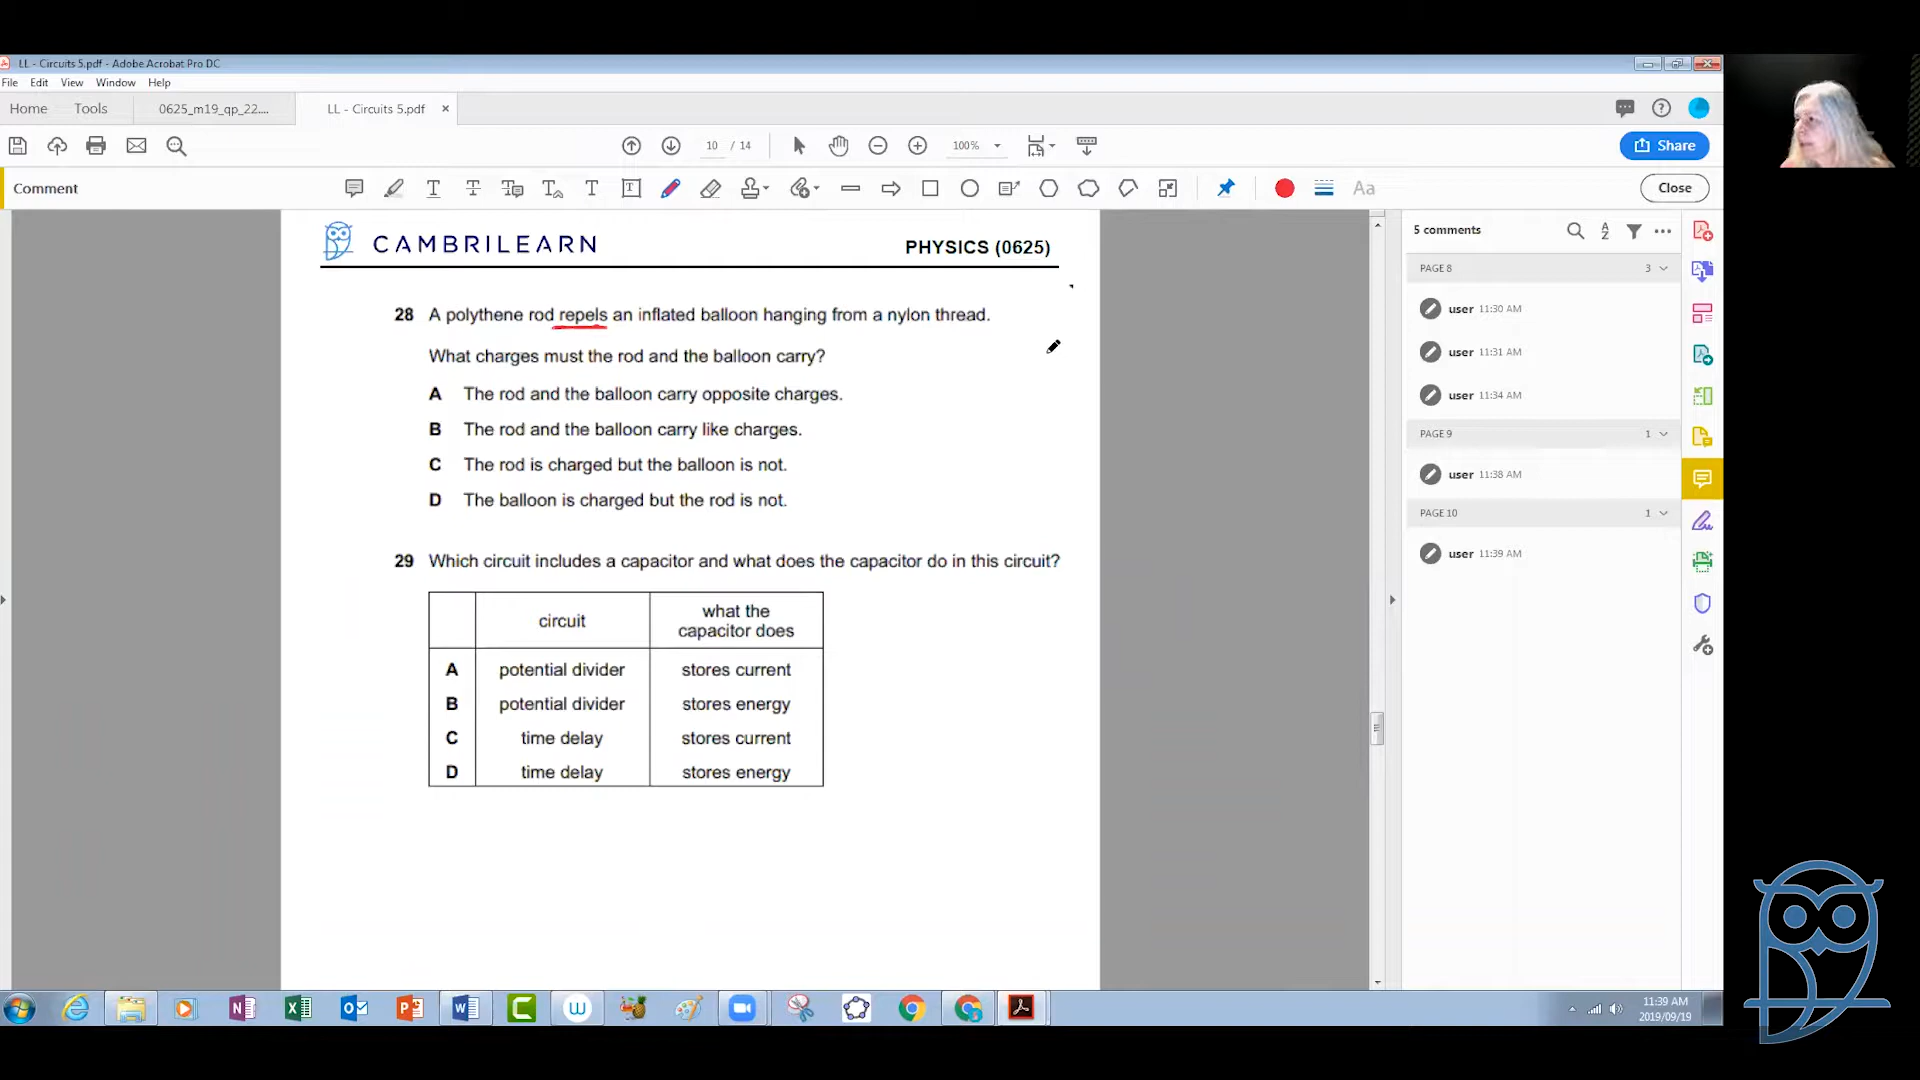 LL - Circuits 5.pdf - Adobe Acrobat Pro DC
File Edit View Window Help
Home Tools 0625_m19_qp_22.... LL - Circuits 5.pdf ×
10 / 14 100% Share
Comment Aa Close
CAMBRILEARN PHYSICS (0625)
28 A polythene rod repels an inflated balloon hanging from a nylon thread.
What charges must the rod and the balloon carry?
A The rod and the balloon carry opposite charges.
B The rod and the balloon carry like charges.
C The rod is charged but the balloon is not.
D The balloon is charged but the rod is not.
29 Which circuit includes a capacitor and what does the capacitor do in this circuit?
circuit what the
capacitor does
A potential divider stores current
B potential divider stores energy
C time delay stores current
D time delay stores energy
5 comments
PAGE 8 3
user 11:30 AM
user 11:31 AM
user 11:34 AM
PAGE 9 1
user 11:38 AM
PAGE 10 1
user 11:39 AM
11:39 AM
2019/09/19